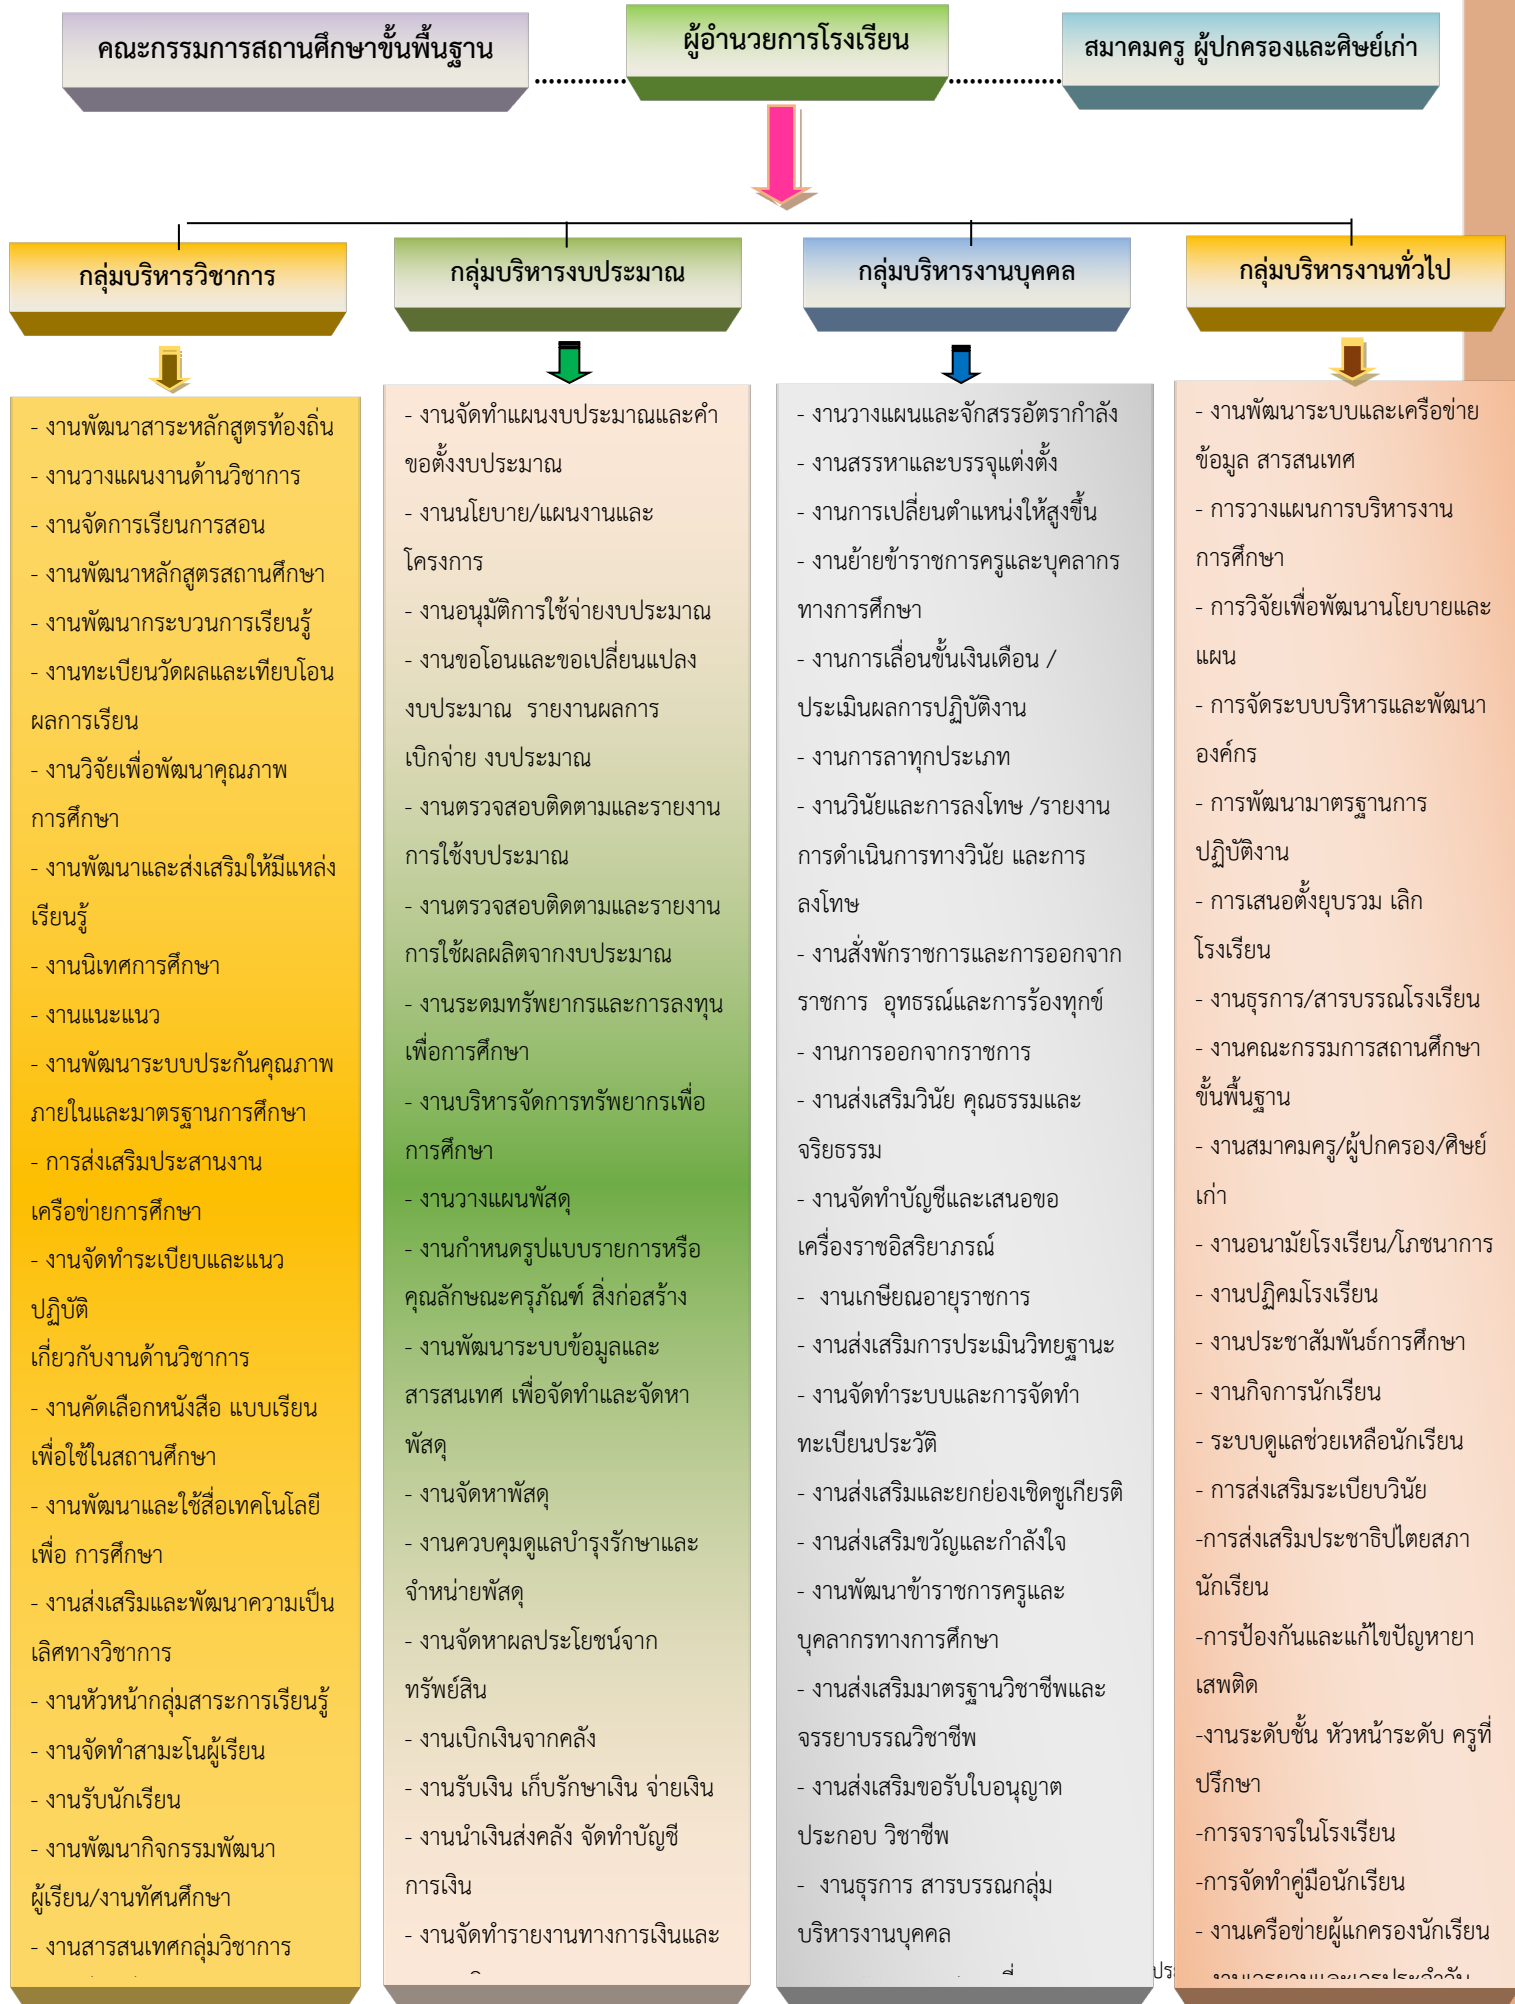 คณะกรรมการสถานศึกษาขั้นพื้นฐาน
ผู้อำนวยการโรงเรียน
สมาคมครู ผู้ปกครองและศิษย์เก่า
กลุ่มบริหารวิชาการ
กลุ่มบริหารงบประมาณ
กลุ่มบริหารงานบุคคล
กลุ่มบริหารงานทั่วไป
- งานพัฒนาสาระหลักสูตรท้องถิ่น
- งานวางแผนงานด้านวิชาการ
- งานจัดการเรียนการสอน
- งานพัฒนาหลักสูตรสถานศึกษา
- งานพัฒนากระบวนการเรียนรู้
- งานทะเบียนวัดผลและเทียบโอน
ผลการเรียน
- งานวิจัยเพื่อพัฒนาคุณภาพ
การศึกษา
- งานพัฒนาและส่งเสริมให้มีแหล่ง
เรียนรู้
- งานนิเทศการศึกษา
- งานแนะแนว
- งานพัฒนาระบบประกันคุณภาพ
ภายในและมาตรฐานการศึกษา
- การส่งเสริมประสานงาน
เครือข่ายการศึกษา
- งานจัดทำระเบียบและแนว
ปฏิบัติ
เกี่ยวกับงานด้านวิชาการ
- งานคัดเลือกหนังสือ แบบเรียน
เพื่อใช้ในสถานศึกษา
- งานพัฒนาและใช้สื่อเทคโนโลยี
เพื่อ การศึกษา
- งานส่งเสริมและพัฒนาความเป็น
เลิศทางวิชาการ
- งานหัวหน้ากลุ่มสาระการเรียนรู้
- งานจัดทำสามะโนผู้เรียน
- งานรับนักเรียน
- งานพัฒนากิจกรรมพัฒนา
ผู้เรียน/งานทัศนศึกษา
- งานสารสนเทศกลุ่มวิชาการ
- งานจัดทำแผนงบประมาณและคำ
ขอตั้งงบประมาณ
- งานนโยบาย/แผนงานและ
โครงการ
- งานอนุมัติการใช้จ่ายงบประมาณ
- งานขอโอนและขอเปลี่ยนแปลง
งบประมาณ รายงานผลการ
เบิกจ่าย งบประมาณ
- งานตรวจสอบติดตามและรายงาน
การใช้งบประมาณ
- งานตรวจสอบติดตามและรายงาน
การใช้ผลผลิตจากงบประมาณ
- งานระดมทรัพยากรและการลงทุน
เพื่อการศึกษา
- งานบริหารจัดการทรัพยากรเพื่อ
การศึกษา
- งานวางแผนพัสดุ
- งานกำหนดรูปแบบรายการหรือ
คุณลักษณะครุภัณฑ์ สิ่งก่อสร้าง
- งานพัฒนาระบบข้อมูลและ
สารสนเทศ เพื่อจัดทำและจัดหา
พัสดุ
- งานจัดหาพัสดุ
- งานควบคุมดูแลบำรุงรักษาและ
จำหน่ายพัสดุ
- งานจัดหาผลประโยชน์จาก
ทรัพย์สิน
- งานเบิกเงินจากคลัง
- งานรับเงิน เก็บรักษาเงิน จ่ายเงิน
- งานนำเงินส่งคลัง จัดทำบัญชี
การเงิน
- งานจัดทำรายงานทางการเงินและ
- งานวางแผนและจักสรรอัตรากำลัง
- งานสรรหาและบรรจุแต่งตั้ง
- งานการเปลี่ยนตำแหน่งให้สูงขึ้น
- งานย้ายข้าราชการครูและบุคลากร
ทางการศึกษา
- งานการเลื่อนขั้นเงินเดือน /
ประเมินผลการปฏิบัติงาน
- งานการลาทุกประเภท
- งานวินัยและการลงโทษ /รายงาน
การดำเนินการทางวินัย และการ
ลงโทษ
- งานสั่งพักราชการและการออกจาก
ราชการ อุทธรณ์และการร้องทุกข์
- งานการออกจากราชการ
- งานส่งเสริมวินัย คุณธรรมและ
จริยธรรม
- งานจัดทำบัญชีและเสนอขอ
เครื่องราชอิสริยาภรณ์
- งานเกษียณอายุราชการ
- งานส่งเสริมการประเมินวิทยฐานะ
- งานจัดทำระบบและการจัดทำ
ทะเบียนประวัติ
- งานส่งเสริมและยกย่องเชิดชูเกียรติ
- งานส่งเสริมขวัญและกำลังใจ
- งานพัฒนาข้าราชการครูและ
บุคลากรทางการศึกษา
- งานส่งเสริมมาตรฐานวิชาชีพและ
จรรยาบรรณวิชาชีพ
- งานส่งเสริมขอรับใบอนุญาต
ประกอบ วิชาชีพ
- งานธุรการ สารบรรณกลุ่ม
บริหารงานบุคคล
- งานพัฒนาระบบและเครือข่าย
ข้อมูล สารสนเทศ
- การวางแผนการบริหารงาน
การศึกษา
- การวิจัยเพื่อพัฒนานโยบายและ
แผน
- การจัดระบบบริหารและพัฒนา
องค์กร
- การพัฒนามาตรฐานการ
ปฏิบัติงาน
- การเสนอตั้งยุบรวม เลิก
โรงเรียน
- งานธุรการ/สารบรรณโรงเรียน
- งานคณะกรรมการสถานศึกษา
ขั้นพื้นฐาน
- งานสมาคมครู/ผู้ปกครอง/ศิษย์
เก่า
- งานอนามัยโรงเรียน/โภชนาการ
- งานปฏิคมโรงเรียน
- งานประชาสัมพันธ์การศึกษา
- งานกิจการนักเรียน
- ระบบดูแลช่วยเหลือนักเรียน
- การส่งเสริมระเบียบวินัย
-การส่งเสริมประชาธิปไตยสภา
นักเรียน
-การป้องกันและแก้ไขปัญหายา
เสพติด
-งานระดับชั้น หัวหน้าระดับ ครูที่
ปรึกษา
-การจราจรในโรงเรียน
-การจัดทำคู่มือนักเรียน
- งานเครือข่ายผู้แกครองนักเรียน